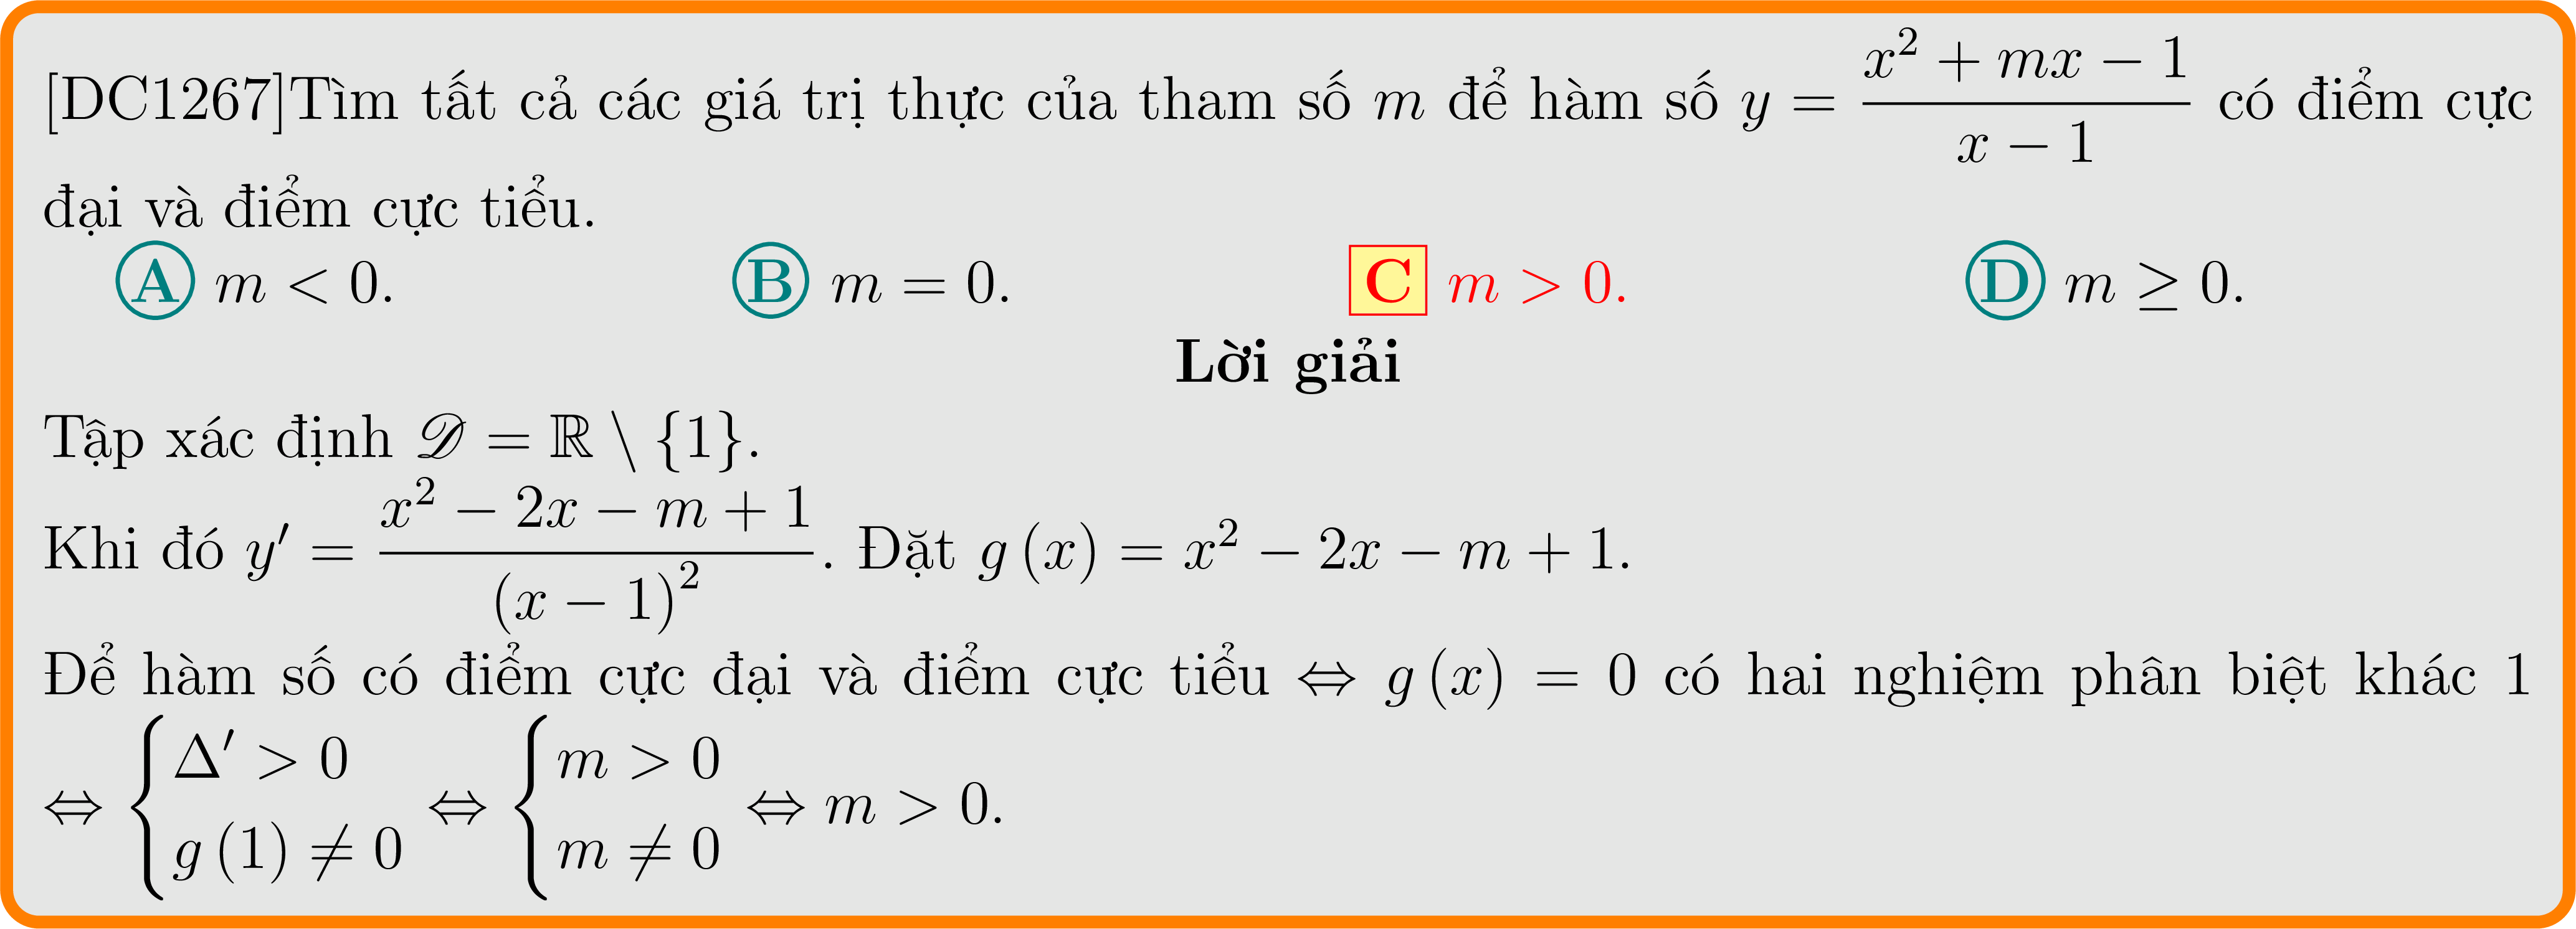 [DC1267]Tìm tất cả các giá trị thực của tham số $m$ để hàm số $y = \dfrac{x^2 + mx - 1}{x - 1}$ có điểm cực
đại và điểm cực tiểu.
A $m < 0$. B $m = 0$. C $m > 0$. D $m \geq 0$.
Lời giải
Tập xác định $\mathscr{D} = \mathbb{R} \setminus \{1\}$.
Khi đó $y' = \dfrac{x^2 - 2x - m + 1}{(x - 1)^2}$. Đặt $g(x) = x^2 - 2x - m + 1$.
Để hàm số có điểm cực đại và điểm cực tiểu $\Leftrightarrow g(x) = 0$ có hai nghiệm phân biệt khác 1
$\Leftrightarrow \begin{cases} \Delta' > 0 \\ g(1) \neq 0 \end{cases} \Leftrightarrow \begin{cases} m > 0 \\ m \neq 0 \end{cases} \Leftrightarrow m > 0$.